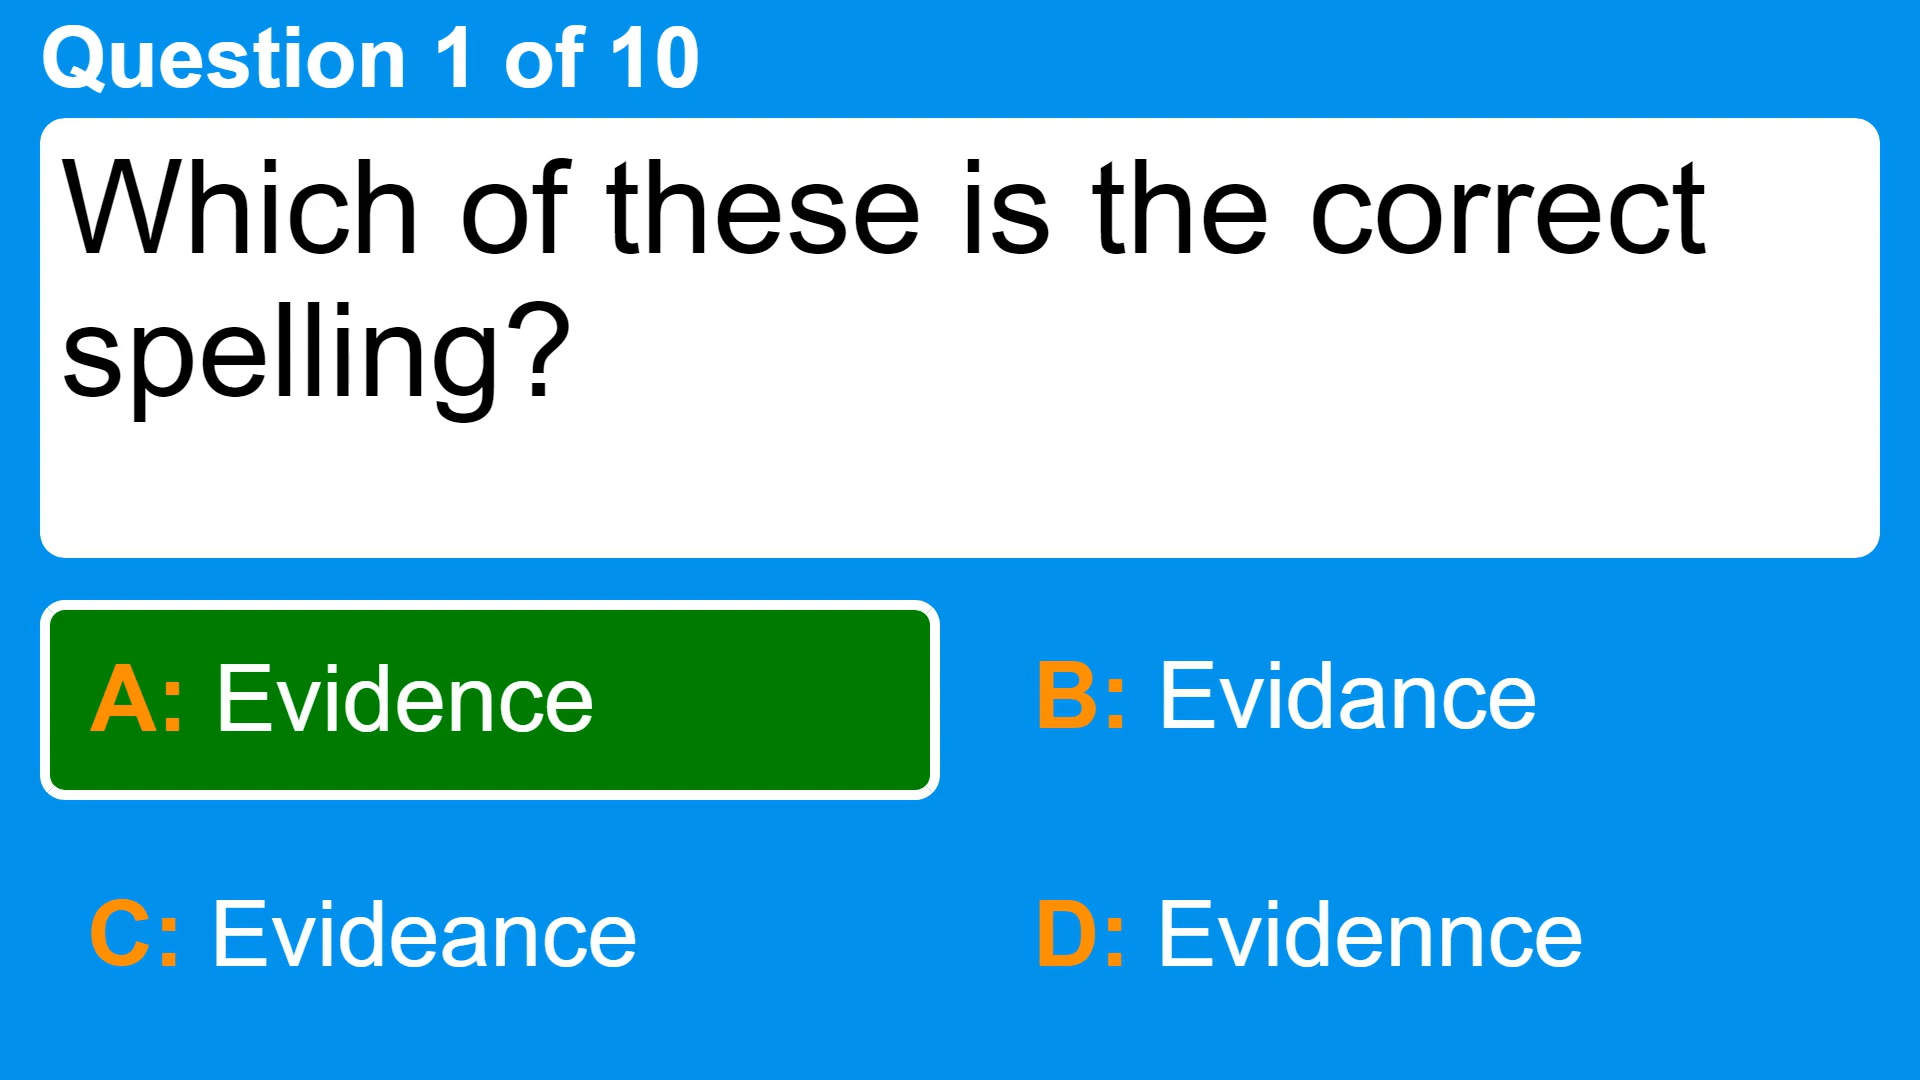 Question 1 of 10
Which of these is the correct
spelling?
A: Evidence
B: Evidance
C: Evideance
D: Evidennce